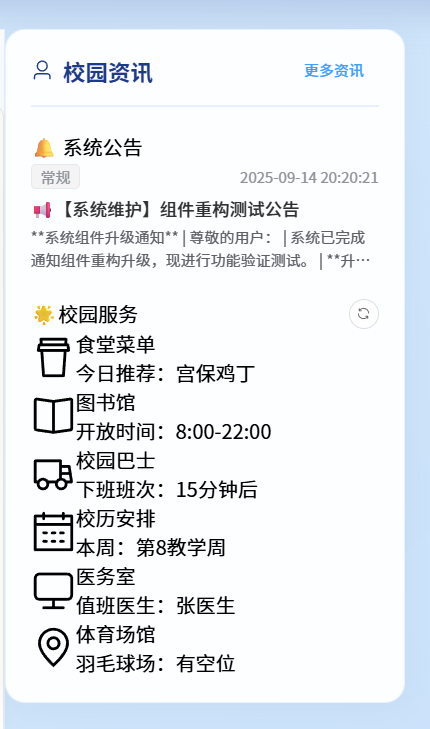 校园资讯 更多资讯
系统公告
常规 2025-09-14 20:20:21
【系统维护】组件重构测试公告
**系统组件升级通知** | 尊敬的用户： | 系统已完成
通知组件重构升级，现进行功能验证测试。 | **升…
校园服务
食堂菜单
今日推荐：宫保鸡丁
图书馆
开放时间：8:00-22:00
校园巴士
下班班次：15分钟后
校历安排
本周：第8教学周
医务室
值班医生：张医生
体育场馆
羽毛球场：有空位